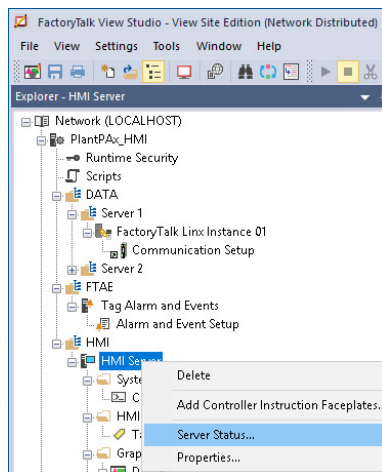 FactoryTalk View Studio - View Site Edition (Network Distributed)
File View Settings Tools Window Help
Explorer - HMI Server
Network (LOCALHOST)
PlantPAx_HMI
Runtime Security
Scripts
DATA
Server 1
FactoryTalk Linx Instance 01
Communication Setup
Server 2
FTAE
Tag Alarm and Events
Alarm and Event Setup
HMI
HMI Server
Delete
Add Controller Instruction Faceplates..
HMI
Server Status...
Properties...